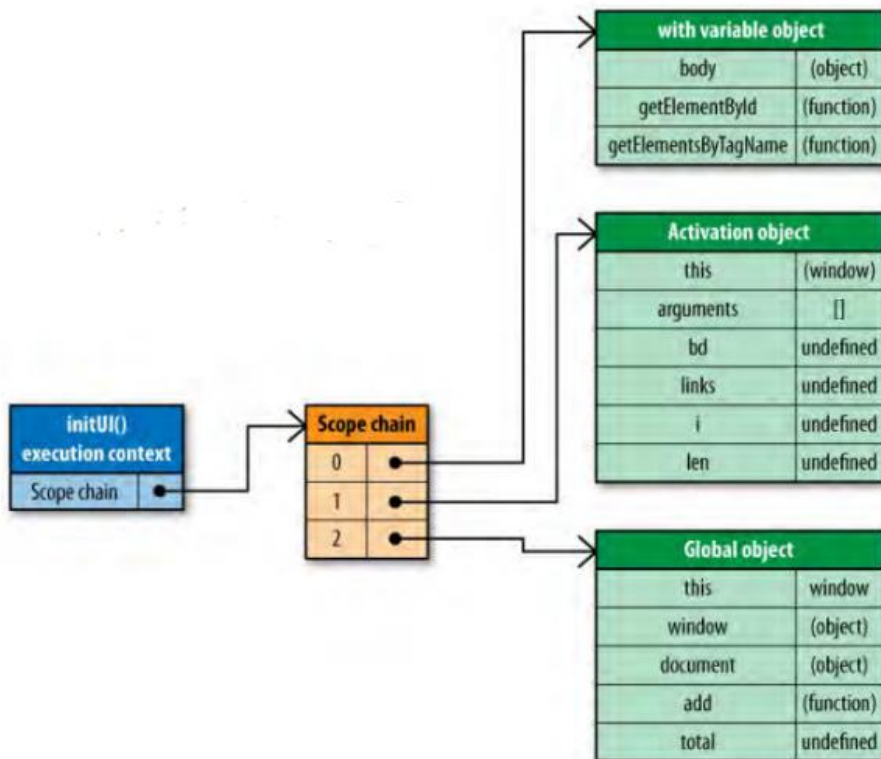 with variable object
body (object)
getElementById (function)
getElementsByTagName (function)
Activation object
this (window)
arguments []
bd undefined
links undefined
i undefined
len undefined
initUI()
execution context
Scope chain
Scope chain
0
1
2
Global object
this window
window (object)
document (object)
add (function)
total undefined